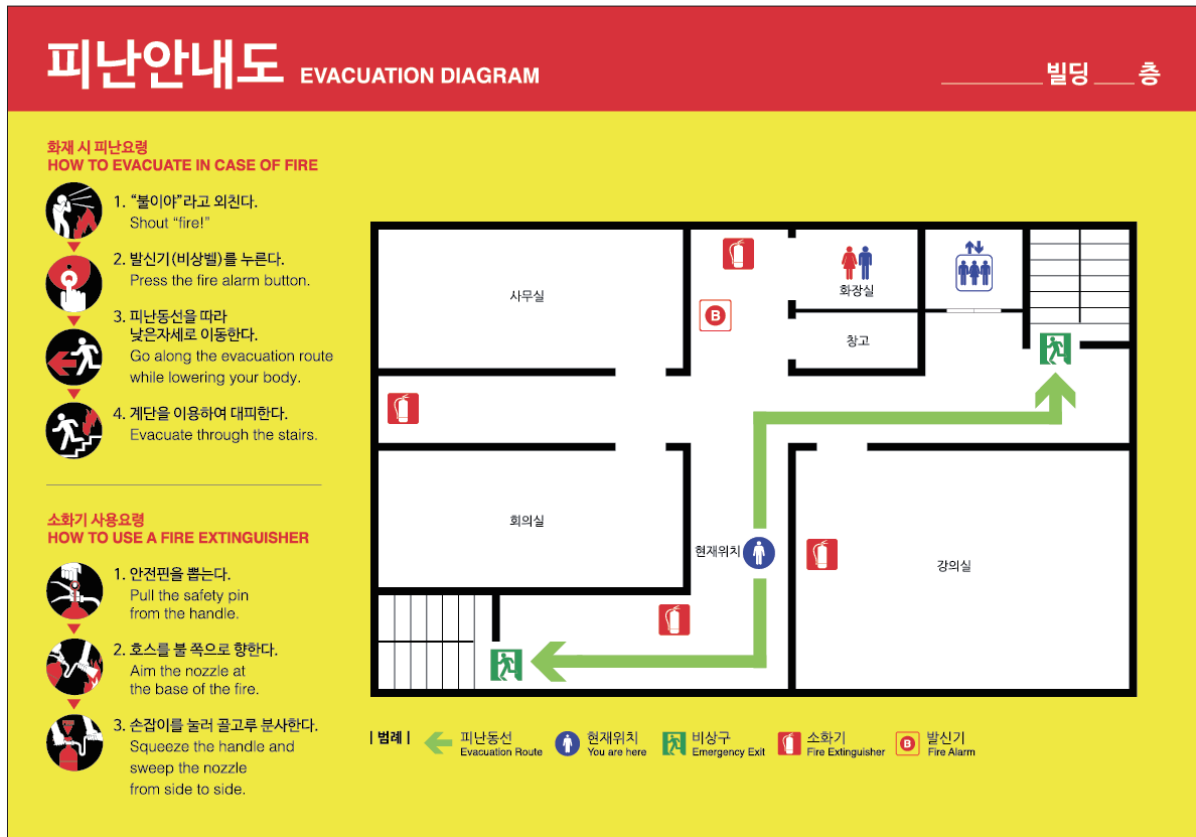 피난안내도 EVACUATION DIAGRAM
빌딩 층
화재 시 피난요령
HOW TO EVACUATE IN CASE OF FIRE
1. “불이야”라고 외친다.
Shout “fire!”
2. 발신기(비상벨)를 누른다.
Press the fire alarm button.
3. 피난동선을 따라
낮은자세로 이동한다.
Go along the evacuation route
while lowering your body.
4. 계단을 이용하여 대피한다.
Evacuate through the stairs.
소화기 사용요령
HOW TO USE A FIRE EXTINGUISHER
1. 안전핀을 뽑는다.
Pull the safety pin
from the handle.
2. 호스를 불 쪽으로 향한다.
Aim the nozzle at
the base of the fire.
3. 손잡이를 눌러 골고루 분사한다.
Squeeze the handle and
sweep the nozzle
from side to side.
사무실
B
화장실
창고
회의실
현재위치
강의실
| 범례 |
피난동선
Evacuation Route
현재위치
You are here
비상구
Emergency Exit
소화기
Fire Extinguisher
B
발신기
Fire Alarm